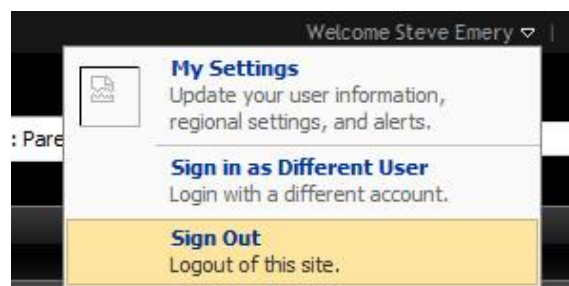 Welcome Steve Emery
My Settings
Update your user information,
regional settings, and alerts.
: Pare
Sign in as Different User
Login with a different account.
Sign Out
Logout of this site.